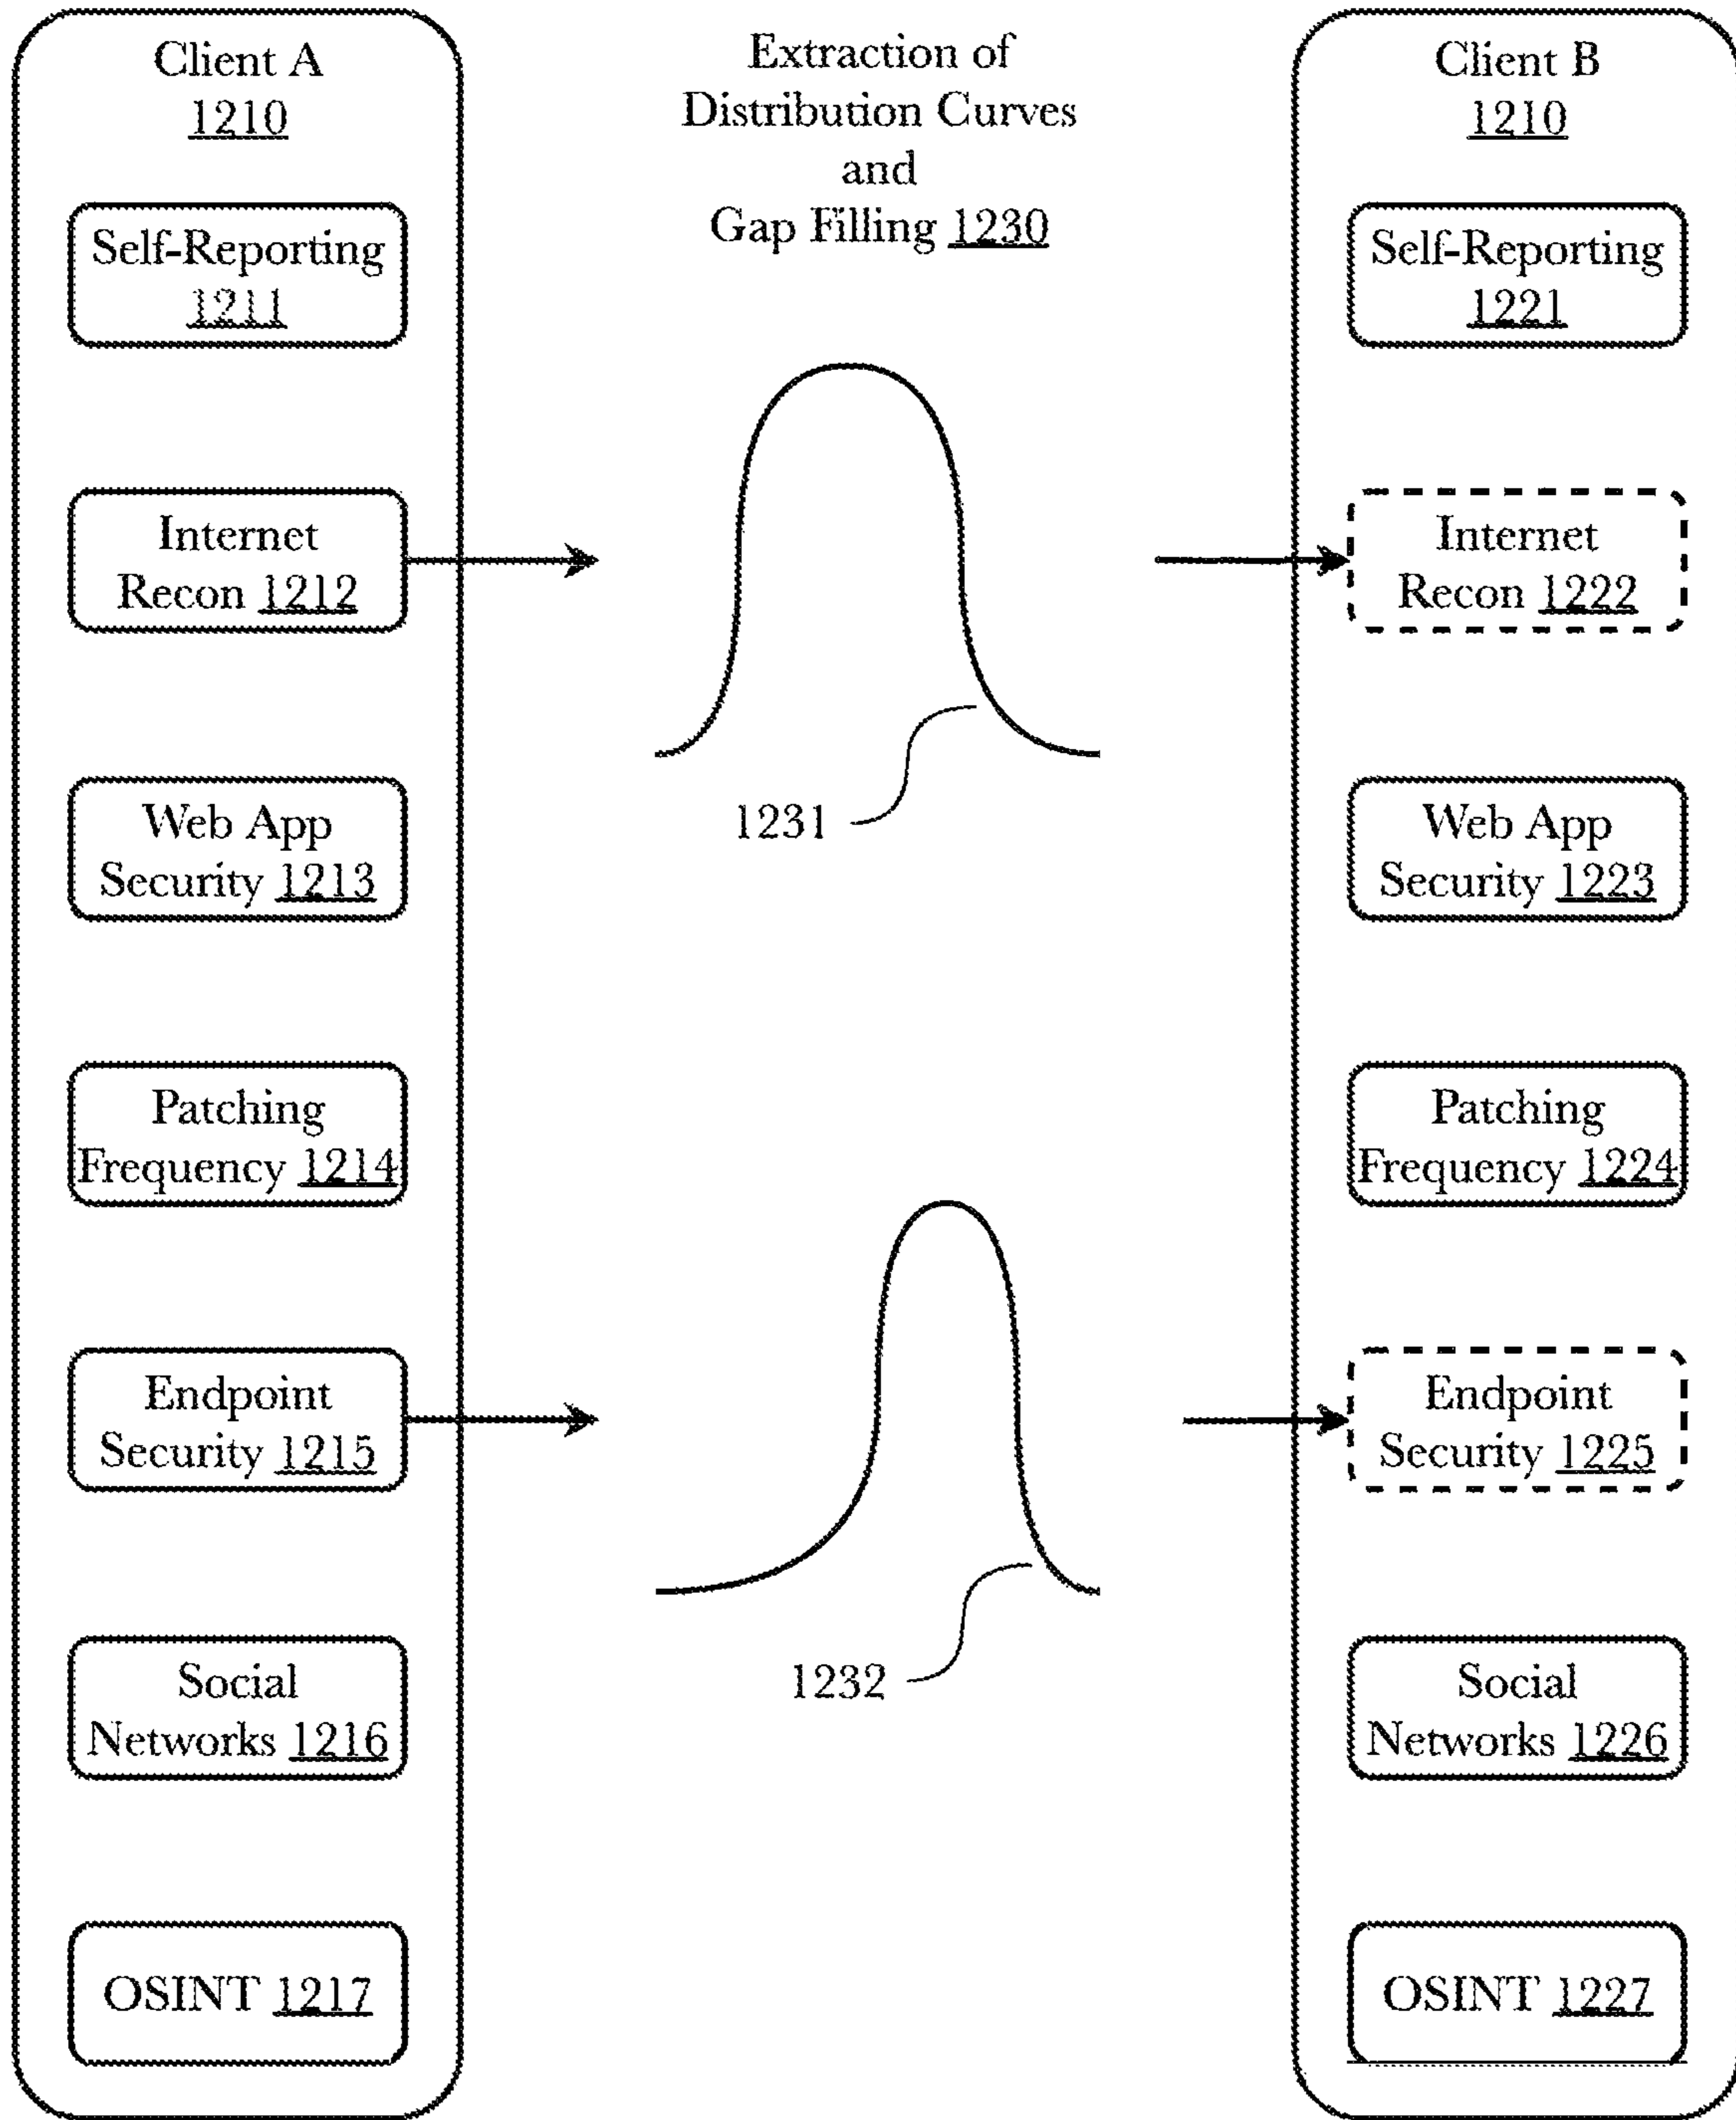 Client A
1210
Self-Reporting
1211
Internet
Recon 1212
Web App
Security 1213
Patching
Frequency 1214
Endpoint
Security 1215
Social
Networks 1216
OSINT 1217
Extraction of
Distribution Curves
and
Gap Filling 1230
1231
1232
Client B
1210
Self-Reporting
1221
Internet
Recon 1222
Web App
Security 1223
Patching
Frequency 1224
Endpoint
Security 1225
Social
Networks 1226
OSINT 1227